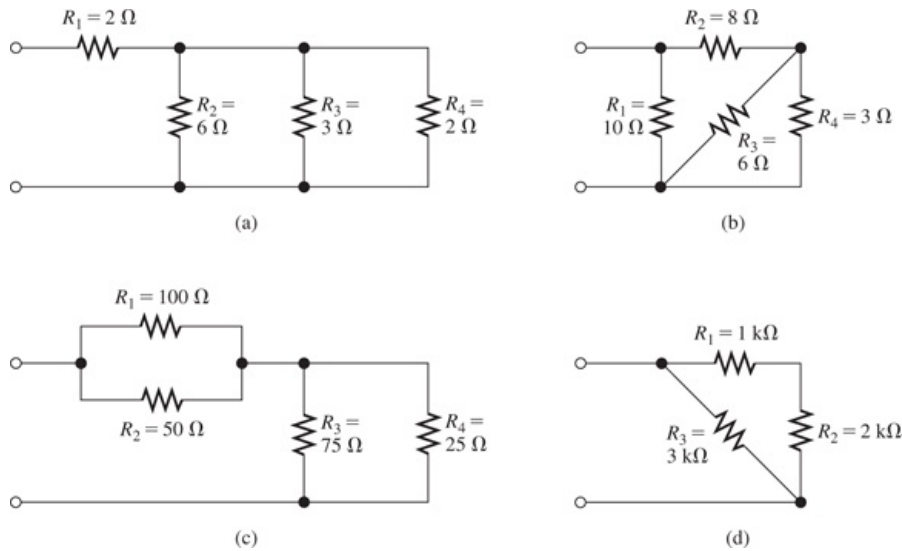 R₁ = 2 Ω
R₂ =
6 Ω
R₃ =
3 Ω
R₄ =
2 Ω
(a)
R₂ = 8 Ω
R₁ =
10 Ω
R₃ =
6 Ω
R₄ = 3 Ω
(b)
R₁ = 100 Ω
R₂ = 50 Ω
R₃ =
75 Ω
R₄ =
25 Ω
(c)
R₁ = 1 kΩ
R₃ =
3 kΩ
R₂ = 2 kΩ
(d)